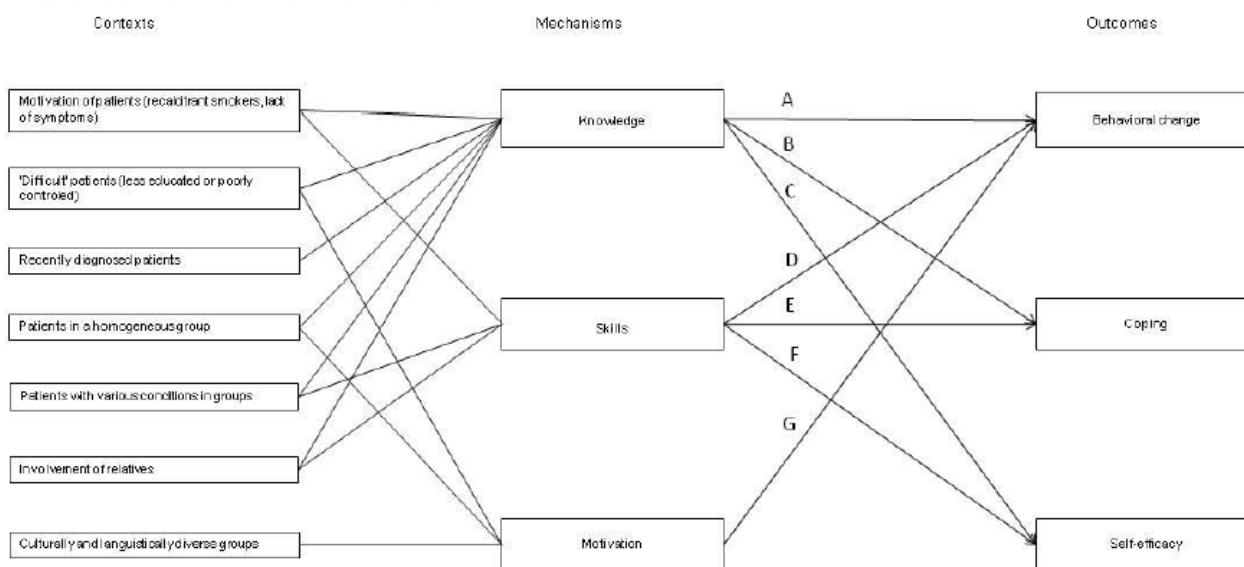 Contexts Mechanisms Outcomes
Motivation of patients (recalcitrant smokers, lack
of symptoms)
Knowledge
A
Behavioral change
B
'Difficult' patients (less educated or poorly
controled)
C
Recently diagnosed patients
D
E
Patients in a homogeneous group
Skills
Coping
F
Patients with various conditions in groups
G
Involvement of relatives
Culturally and languistically diverse groups
Motivation
Self-efficacy